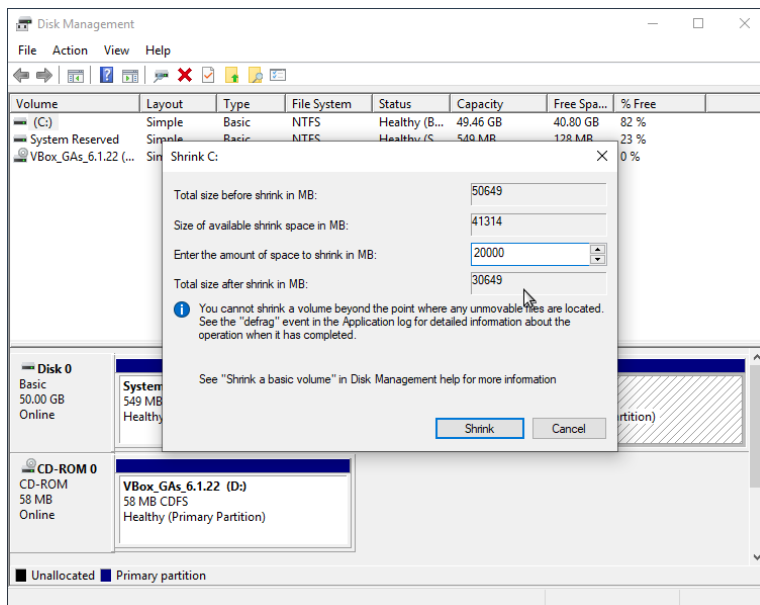 Disk Management
File Action View Help
Volume Layout Type File System Status Capacity Free Spa... % Free
(C:) Simple Basic NTFS Healthy (B... 49.46 GB 40.80 GB 82 %
System Reserved Simple Basic NTFS Healthy (S... 549 MB 128 MB 23 %
VBox_GAs_6.1.22 (... Sim 0 %
Shrink C:
Total size before shrink in MB: 50649
Size of available shrink space in MB: 41314
Enter the amount of space to shrink in MB: 20000
Total size after shrink in MB: 30649
You cannot shrink a volume beyond the point where any unmovable files are located.
See the "defrag" event in the Application log for detailed information about the
operation when it has completed.
See "Shrink a basic volume" in Disk Management help for more information
Shrink Cancel
Disk 0
Basic
50.00 GB
Online
System
549 MB
Healthy
rtition)
CD-ROM 0
CD-ROM
58 MB
Online
VBox_GAs_6.1.22 (D:)
58 MB CDFS
Healthy (Primary Partition)
Unallocated Primary partition